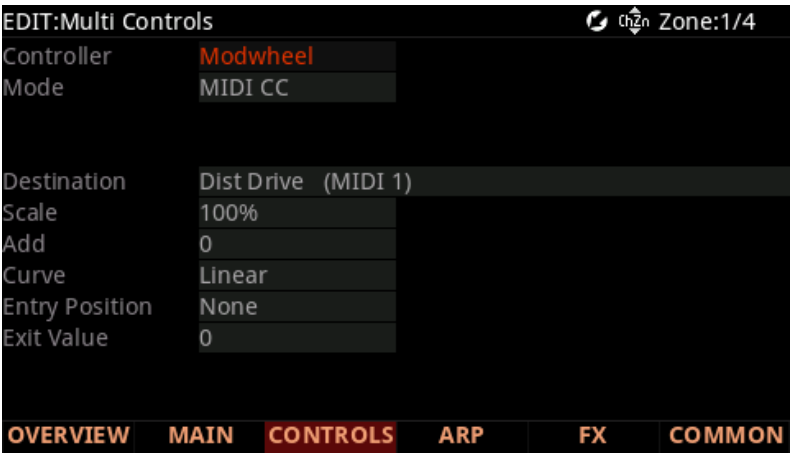 EDIT:Multi Controls ChZn Zone:1/4
Controller Modwheel
Mode MIDI CC
Destination Dist Drive (MIDI 1)
Scale 100%
Add 0
Curve Linear
Entry Position None
Exit Value 0
OVERVIEW MAIN CONTROLS ARP FX COMMON